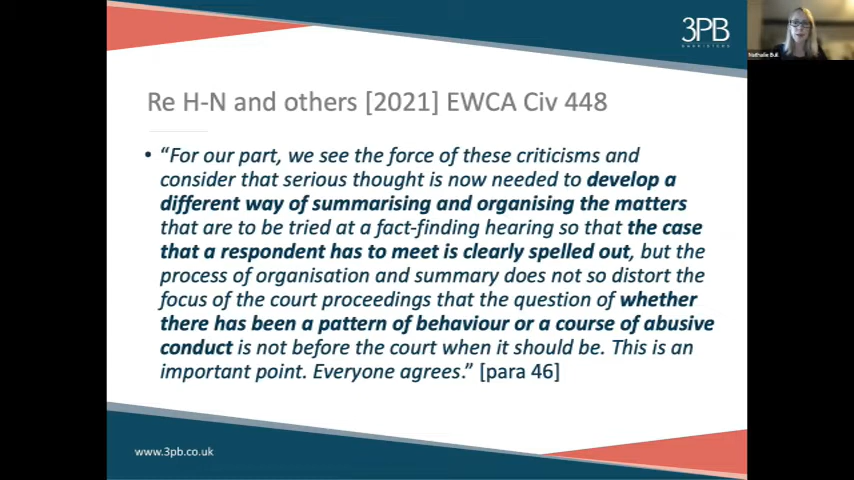 3PB
BARRISTERS
Nathalie Bull
Re H-N and others [2021] EWCA Civ 448
• “For our part, we see the force of these criticisms and
consider that serious thought is now needed to develop a
different way of summarising and organising the matters
that are to be tried at a fact-finding hearing so that the case
that a respondent has to meet is clearly spelled out, but the
process of organisation and summary does not so distort the
focus of the court proceedings that the question of whether
there has been a pattern of behaviour or a course of abusive
conduct is not before the court when it should be. This is an
important point. Everyone agrees.” [para 46]
www.3pb.co.uk